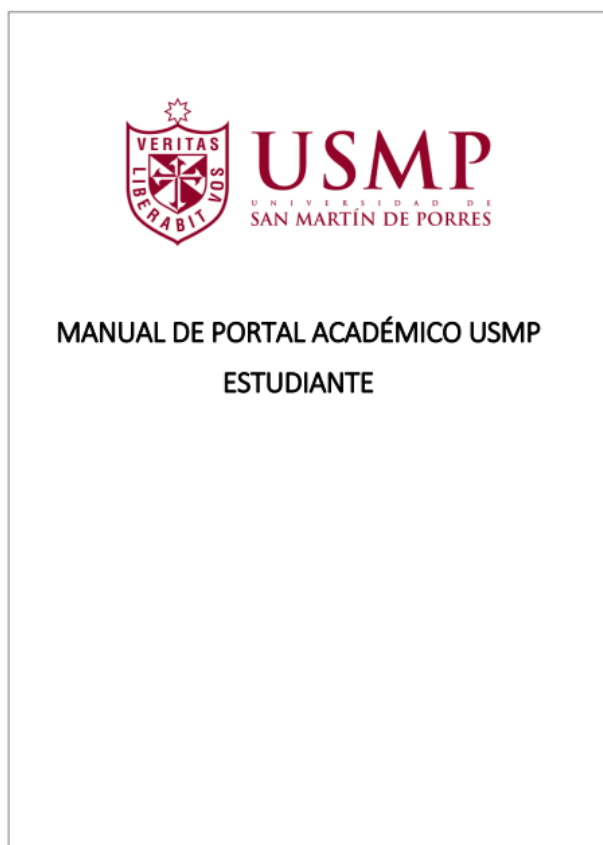 VERITAS
LIBERABIT VOS
USMP
UNIVERSIDAD DE
SAN MARTÍN DE PORRES
MANUAL DE PORTAL ACADÉMICO USMP
ESTUDIANTE